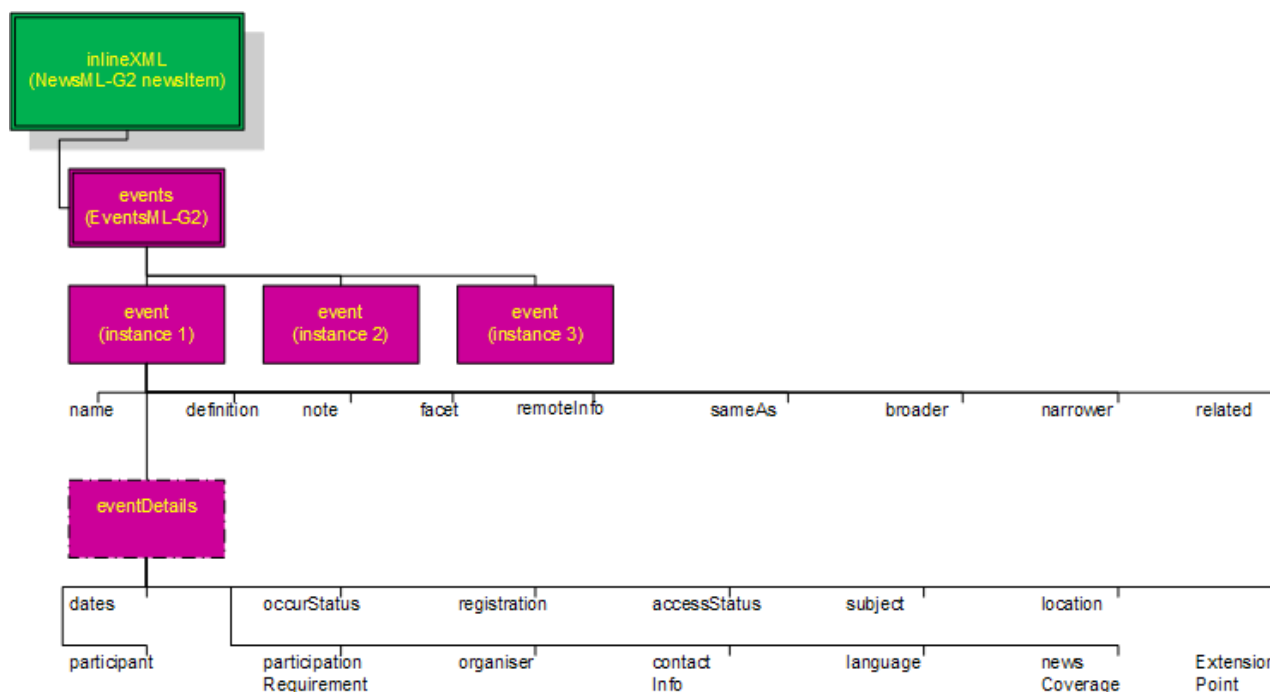 inlineXML
(NewsML-G2 newsItem)
events
(EventsML-G2)
event
(instance 1)
event
(instance 2)
event
(instance 3)
name definition note facet remoteInfo sameAs broader narrower related
eventDetails
dates occurStatus registration accessStatus subject location
participant participation organiser contact language news Extension
Requirement Info Coverage Point